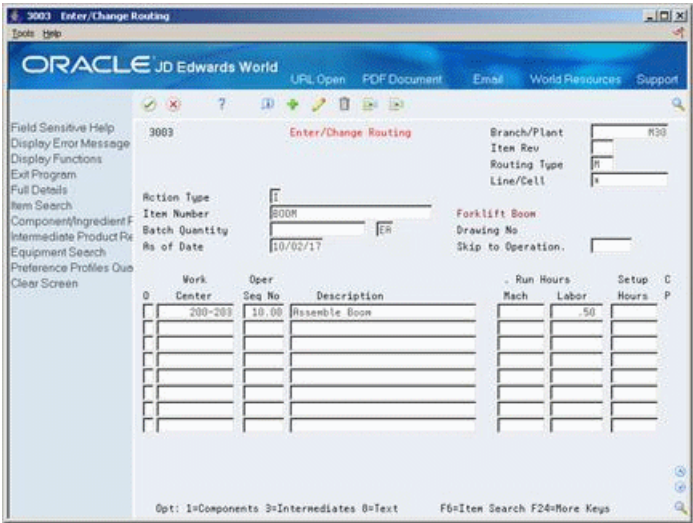 3003 Enter/Change Routing
Tools Help
ORACLE JD Edwards World
URL Open PDF Document Email World Resources Support
Field Sensitive Help
Display Error Message
Display Functions
Exit Program
Full Details
Item Search
Component/Ingredient F
Intermediate Product Re
Equipment Search
Preference Profiles Qua
Clear Screen
3003 Enter/Change Routing Branch/Plant M30
Item Rev
Routing Type M
Line/Cell *
Action Type I
Item Number BOOM Forklift Boom
Batch Quantity EA Drawing No
As of Date 10/02/17 Skip to Operation.
Work Oper . Run Hours Setup C
O Center Seq No Description Mach Labor Hours P
200-203 10.00 Assemble Boom .50
Opt: 1=Components 3=Intermediates 8=Text F6=Item Search F24=More Keys